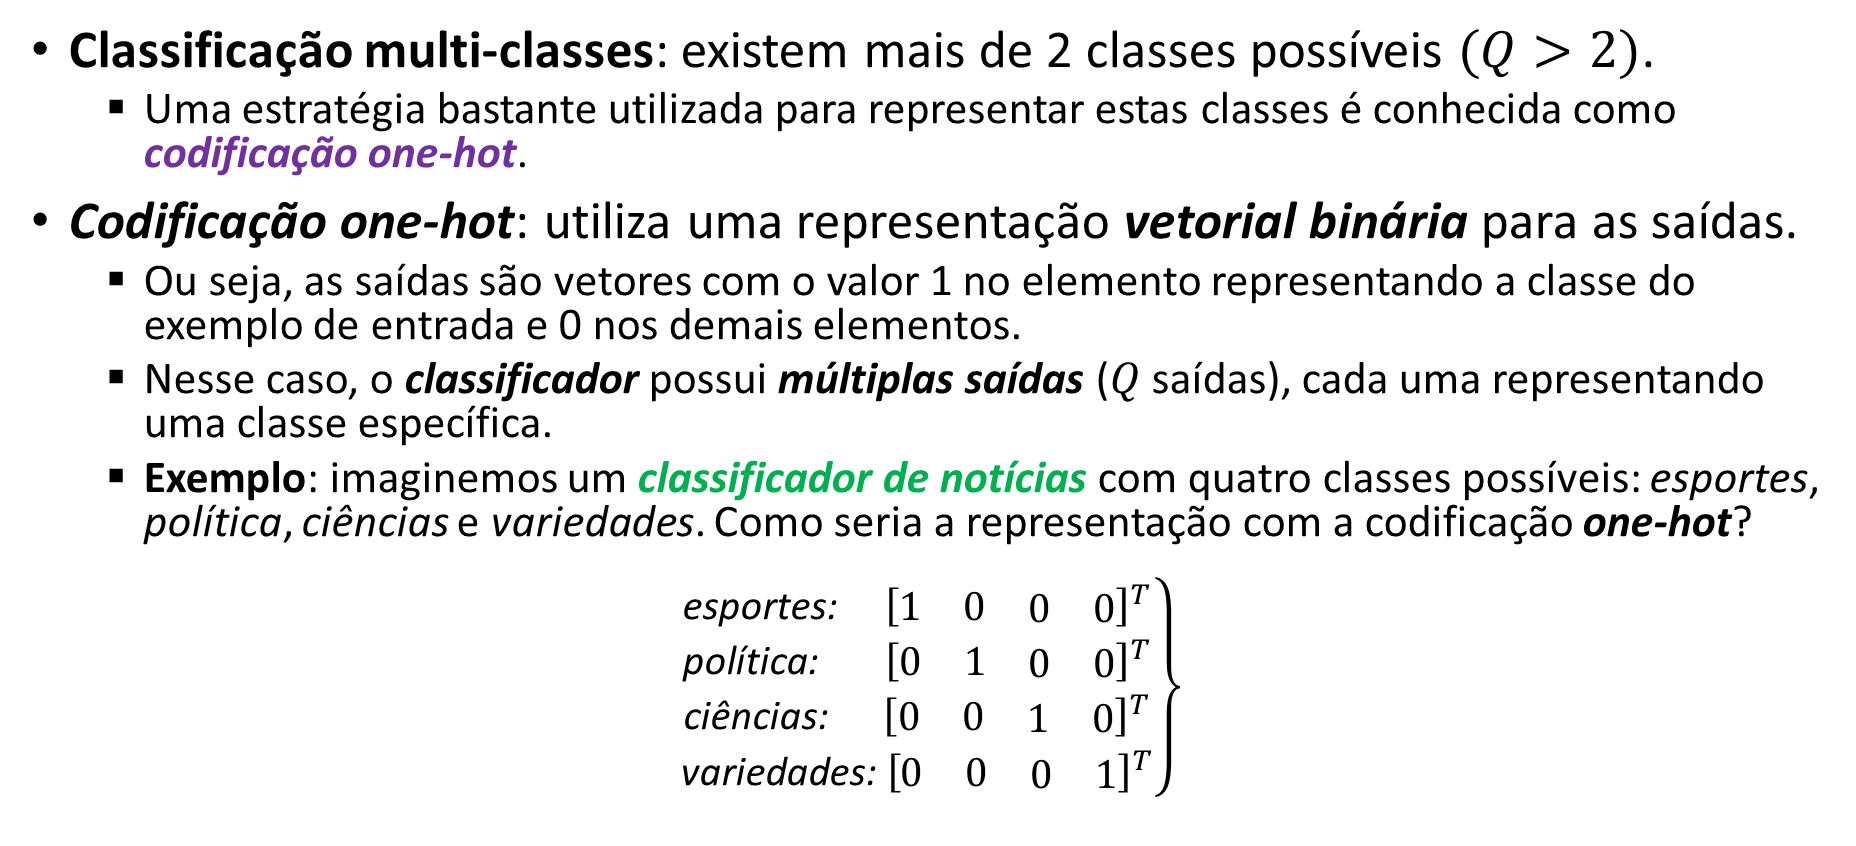 • Classificação multi-classes: existem mais de 2 classes possíveis (Q > 2).
▪ Uma estratégia bastante utilizada para representar estas classes é conhecida como
codificação one-hot.
• Codificação one-hot: utiliza uma representação vetorial binária para as saídas.
▪ Ou seja, as saídas são vetores com o valor 1 no elemento representando a classe do
exemplo de entrada e 0 nos demais elementos.
▪ Nesse caso, o classificador possui múltiplas saídas (Q saídas), cada uma representando
uma classe específica.
▪ Exemplo: imaginemos um classificador de notícias com quatro classes possíveis: esportes,
política, ciências e variedades. Como seria a representação com a codificação one-hot?
esportes: [1 0 0 0]^T
política: [0 1 0 0]^T
ciências: [0 0 1 0]^T
variedades: [0 0 0 1]^T